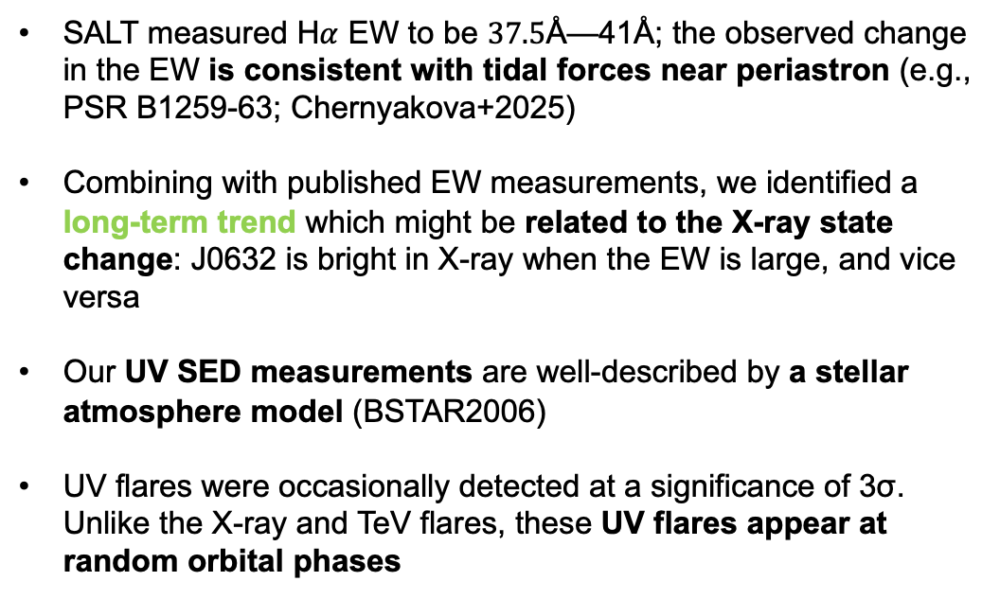 • SALT measured Hα EW to be 37.5Å—41Å; the observed change
in the EW is consistent with tidal forces near periastron (e.g.,
PSR B1259-63; Chernyakova+2025)
• Combining with published EW measurements, we identified a
long-term trend which might be related to the X-ray state
change: J0632 is bright in X-ray when the EW is large, and vice
versa
• Our UV SED measurements are well-described by a stellar
atmosphere model (BSTAR2006)
• UV flares were occasionally detected at a significance of 3σ.
Unlike the X-ray and TeV flares, these UV flares appear at
random orbital phases